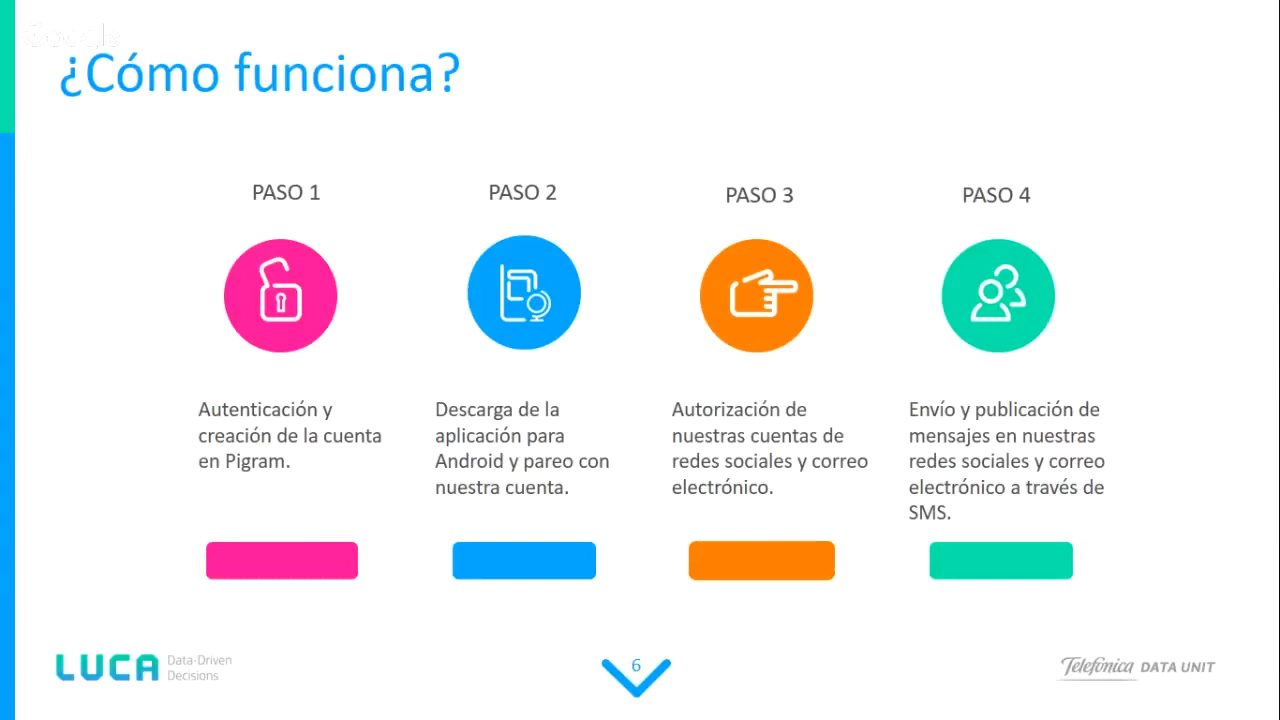 Google
¿Cómo funciona?
PASO 1
PASO 2
PASO 3
PASO 4
Autenticación y
creación de la cuenta
en Pigram.
Descarga de la
aplicación para
Android y pareo con
nuestra cuenta.
Autorización de
nuestras cuentas de
redes sociales y correo
electrónico.
Envío y publicación de
mensajes en nuestras
redes sociales y correo
electrónico a través de
SMS.
LUCA
Data-Driven
Decisions
6
Telefónica DATA UNIT